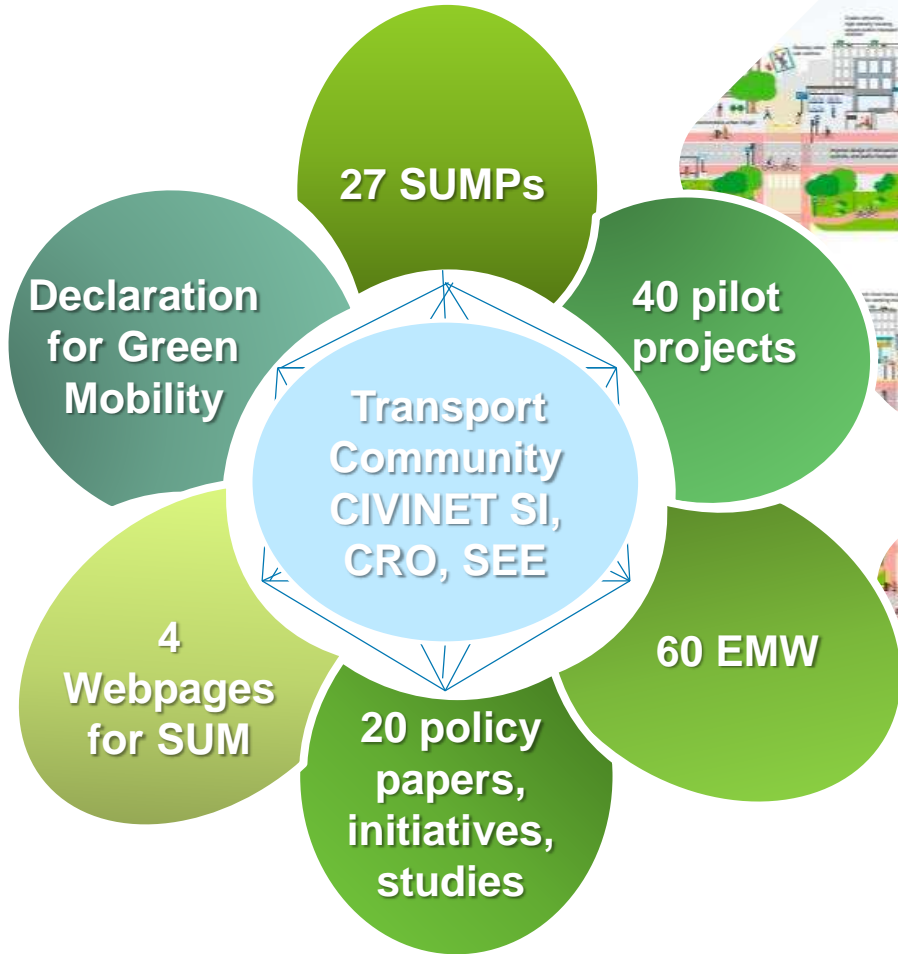 27 SUMPs
40 pilot
projects
60 EMW
20 policy
papers,
initiatives,
studies
4
Webpages
for SUM
Declaration
for Green
Mobility
Transport
Community
CIVINET SI,
CRO, SEE